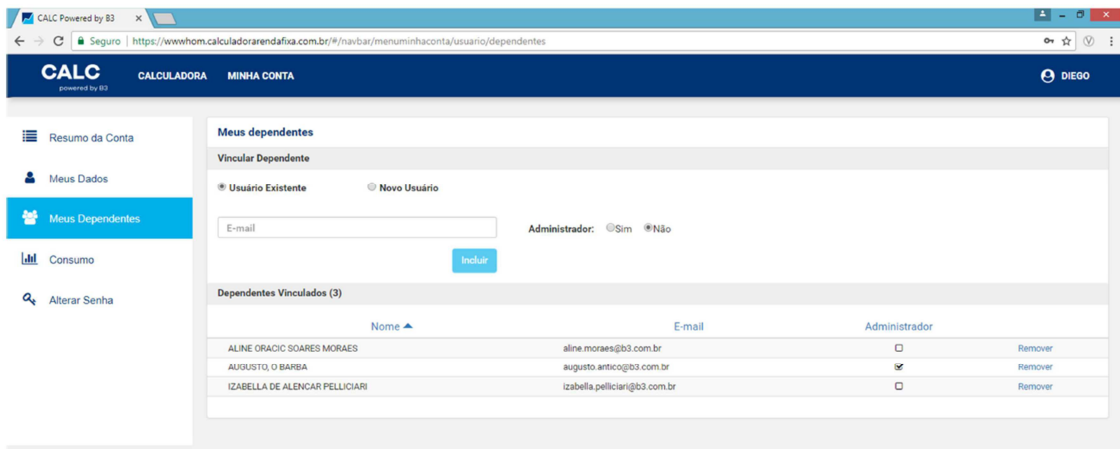 CALC Powered by B3
Seguro | https://wwwhom.calculadorarendafixa.com.br/#/navbar/menuminhaconta/usuario/dependentes
CALC
powered by B3
CALCULADORA MINHA CONTA DIEGO
Resumo da Conta
Meus Dados
Meus Dependentes
Consumo
Alterar Senha
Meus dependentes
Vincular Dependente
Usuário Existente Novo Usuário
E-mail Administrador: Sim Não
Incluir
Dependentes Vinculados (3)
Nome E-mail Administrador
ALINE ORACIC SOARES MORAES aline.moraes@b3.com.br Remover
AUGUSTO, O BARBA augusto.antico@b3.com.br Remover
IZABELLA DE ALENCAR PELLICIARI izabella.pelliciari@b3.com.br Remover